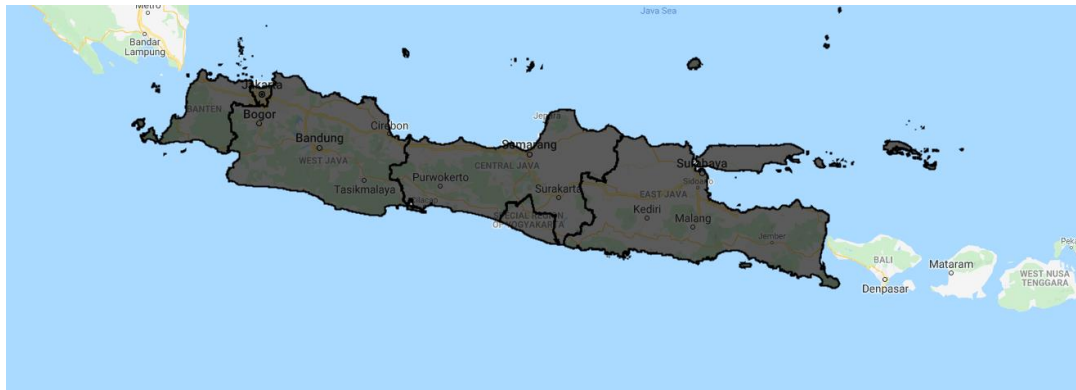 Metro
Java Sea
Bandar
Lampung
Jakarta
BANTEN
Bogor
Cirebon
Jepara
Bandung
Semarang
WEST JAVA
CENTRAL JAVA
Surabaya
Purwokerto
Sidoarjo
Tasikmalaya
Surakarta
EAST JAVA
Cilacap
Kediri
SPECIAL REGION
OF YOGYAKARTA
Malang
Jember
BALI
Mataram
Denpasar
WEST NUSA
TENGGARA